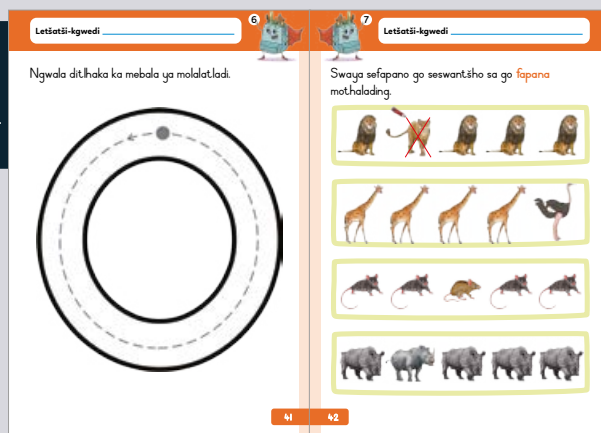 Letšatši-kgwedi
6
Ngwala ditlhaka ka mebala ya molalatladi.
41
7
Letšatši-kgwedi
Swaya sefapano go seswantšho sa go fapana
mothalading.
42